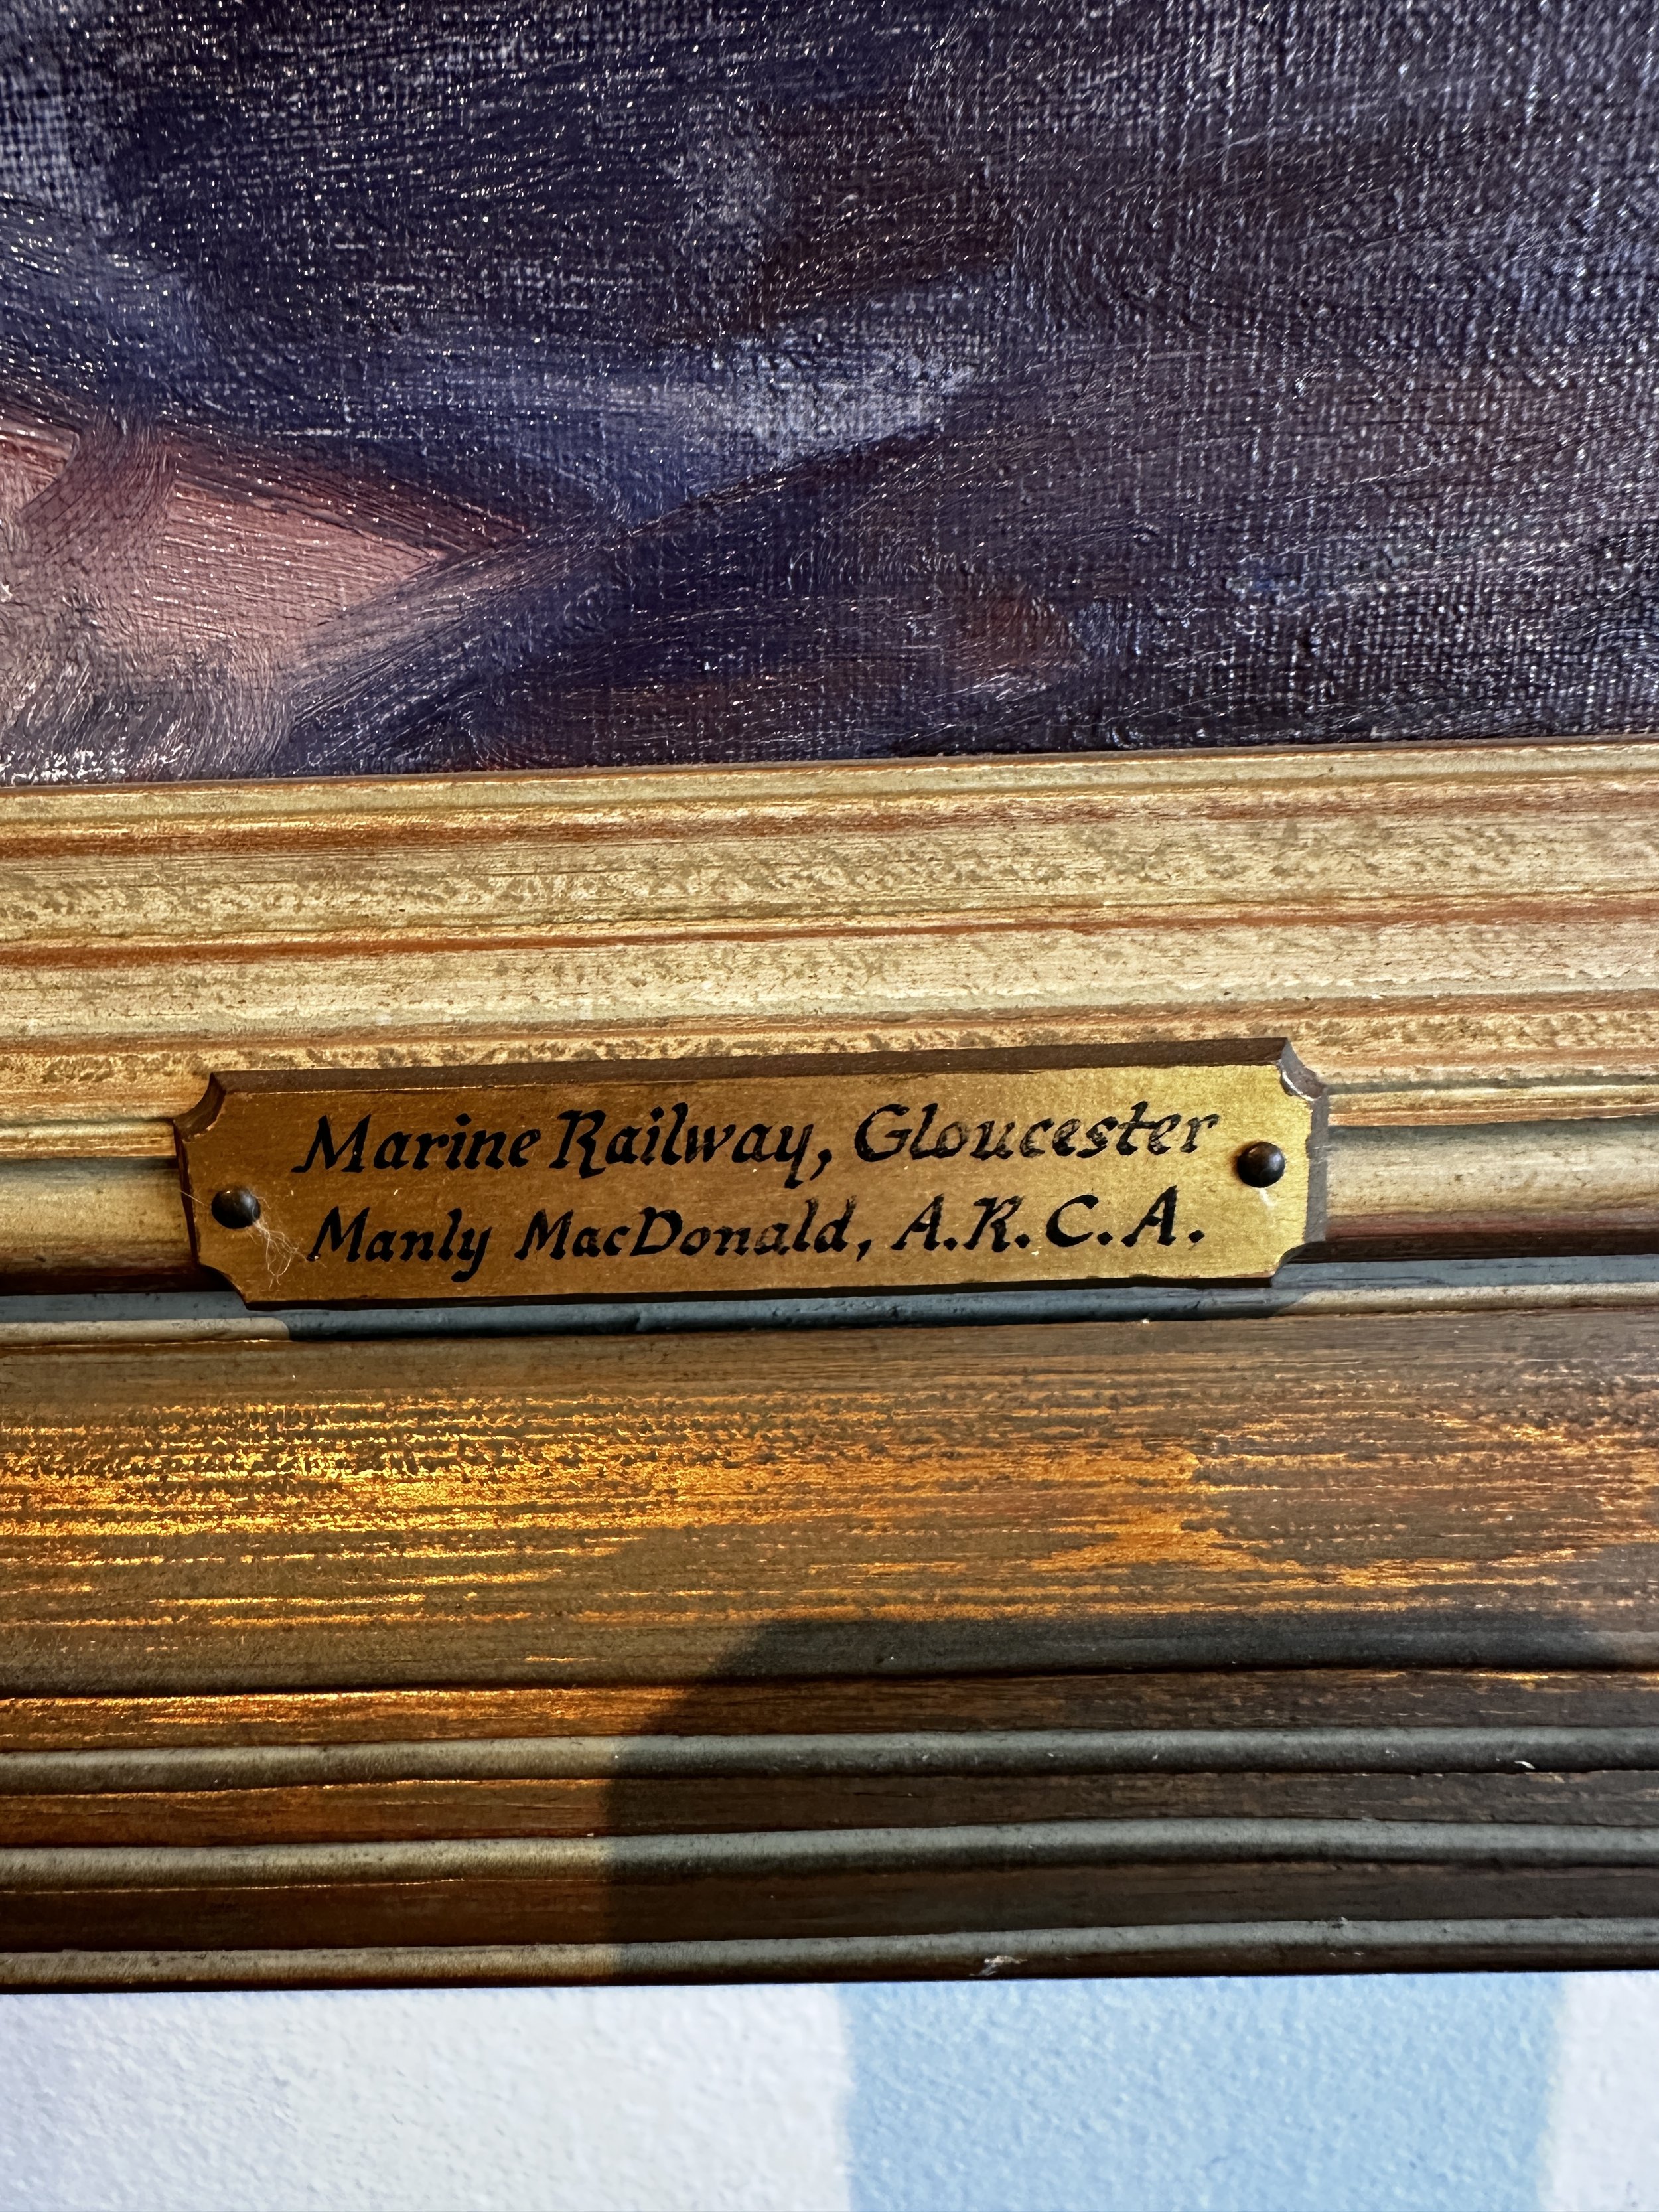 Marine Railway, Gloucester
Manly MacDonald, A.R.C.A.